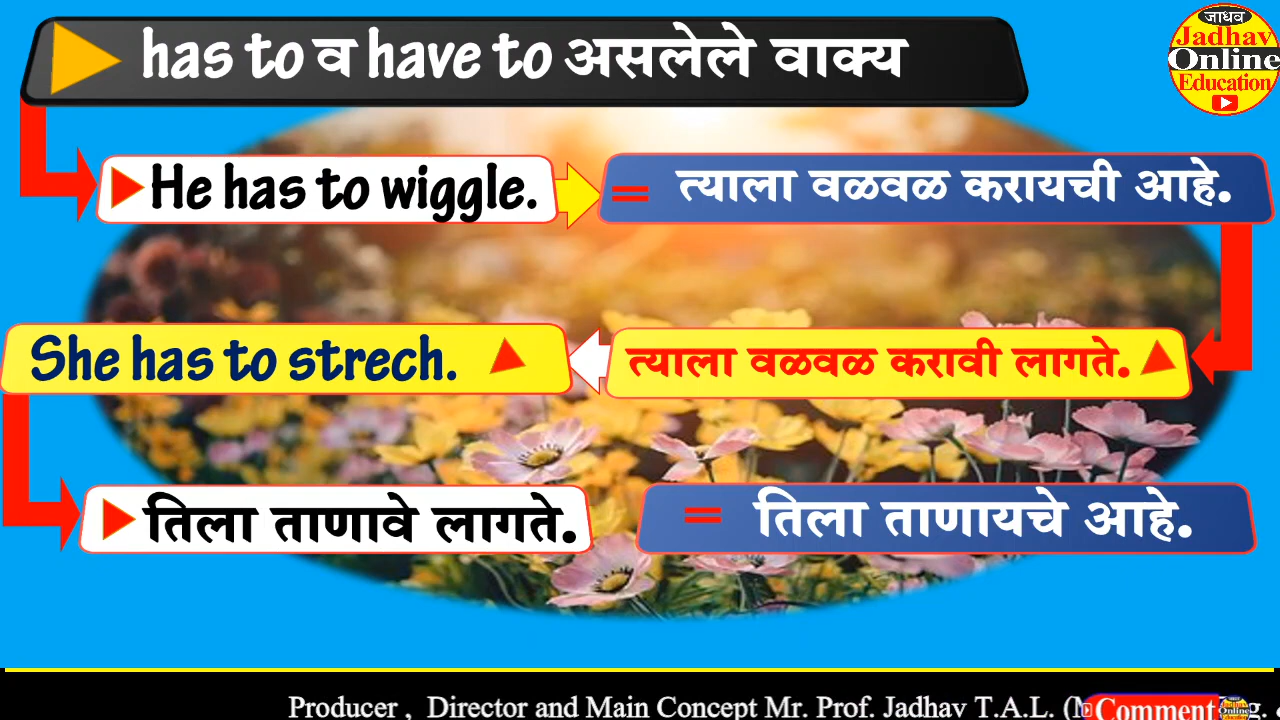 has to व have to असलेले वाक्य
जाधव
Jadhav
Online
Education
He has to wiggle.
= त्याला वळवळ करायची आहे.
She has to strech.
त्याला वळवळ करावी लागते.
तिला ताणावे लागते.
= तिला ताणायचे आहे.
Producer , Director and Main Concept Mr. Prof. Jadhav T.A.L. (
Comment